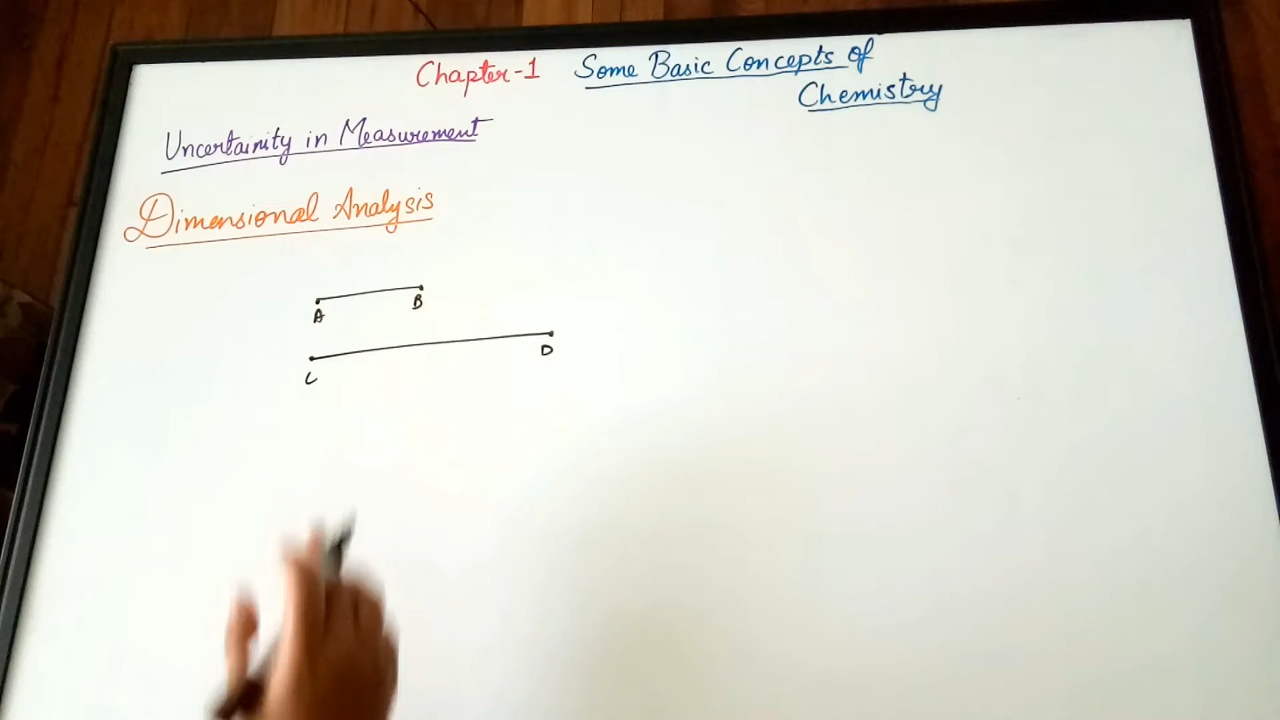 Chapter-1 Some Basic Concepts of
Chemistry
Uncertainity in Measurement
Dimensional Analysis
A B
C D